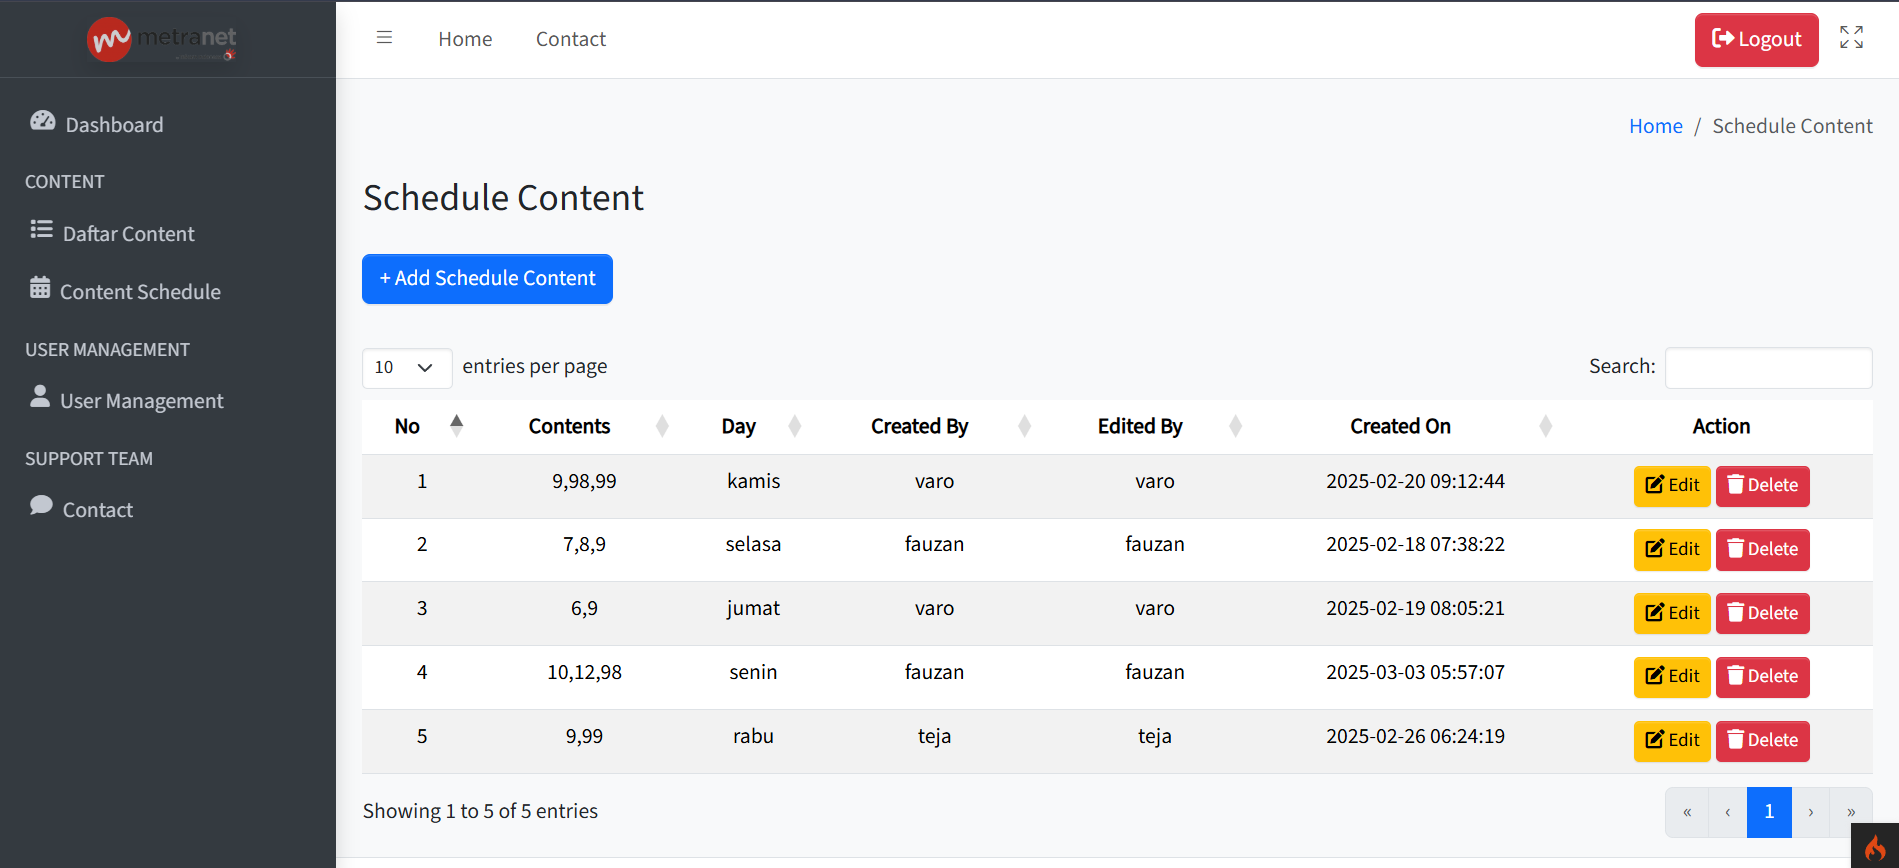 metranet
Home Contact Logout
Dashboard
CONTENT
Daftar Content
Content Schedule
USER MANAGEMENT
User Management
SUPPORT TEAM
Contact
Home / Schedule Content
Schedule Content
+ Add Schedule Content
10 entries per page Search:
No Contents Day Created By Edited By Created On Action
1 9,98,99 kamis varo varo 2025-02-20 09:12:44 Edit Delete
2 7,8,9 selasa fauzan fauzan 2025-02-18 07:38:22 Edit Delete
3 6,9 jumat varo varo 2025-02-19 08:05:21 Edit Delete
4 10,12,98 senin fauzan fauzan 2025-03-03 05:57:07 Edit Delete
5 9,99 rabu teja teja 2025-02-26 06:24:19 Edit Delete
Showing 1 to 5 of 5 entries « ‹ 1 › »